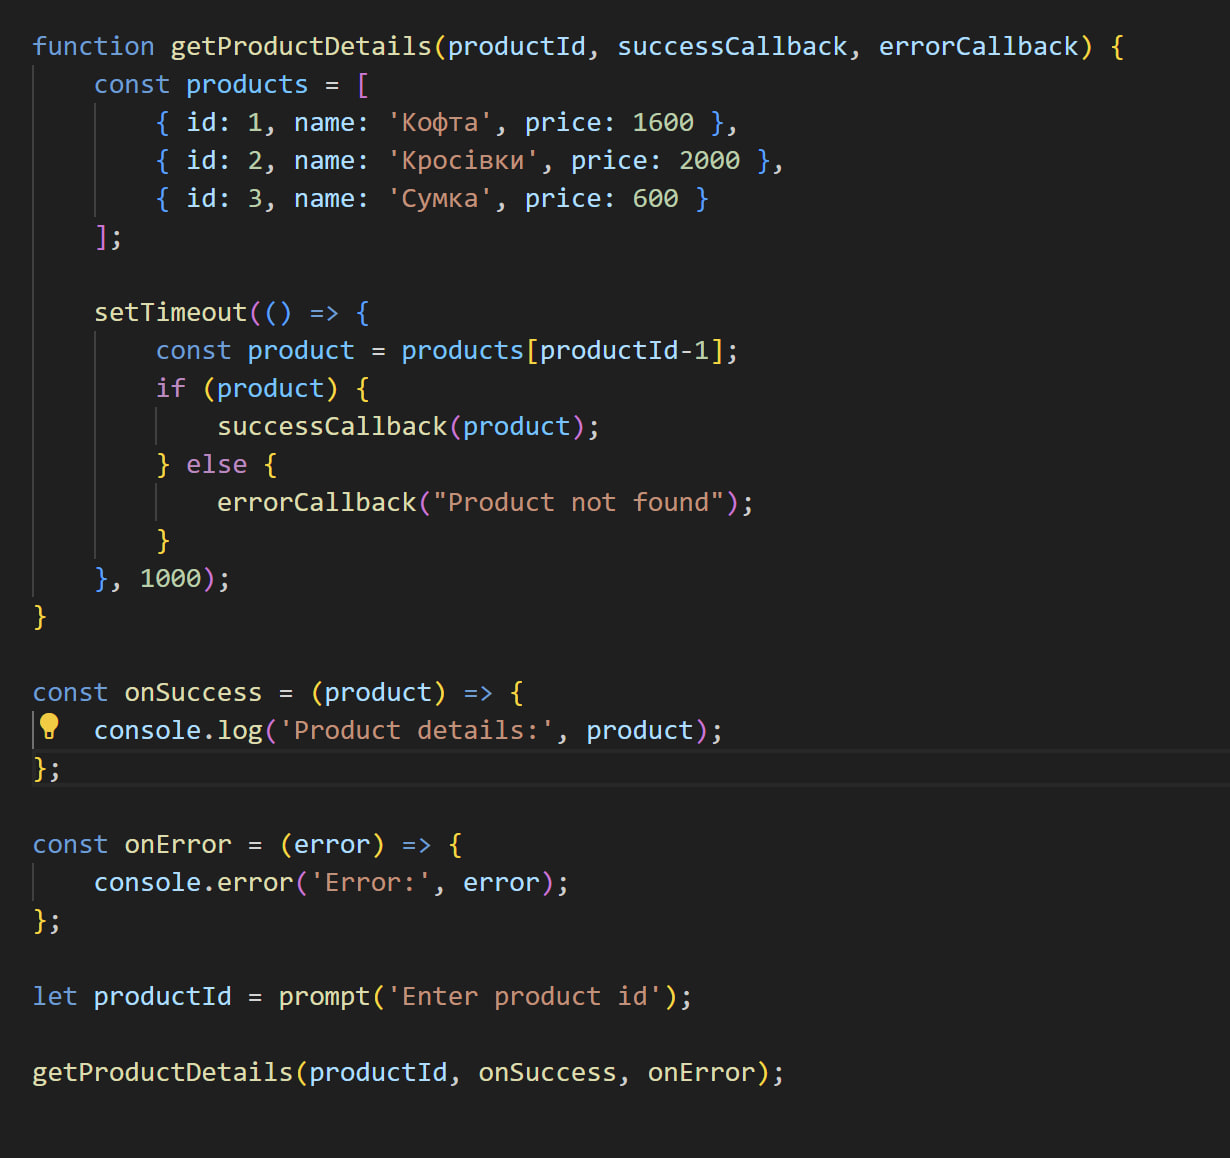 function getProductDetails(productId, successCallback, errorCallback) {
    const products = [
        { id: 1, name: 'Кофта', price: 1600 },
        { id: 2, name: 'Кросівки', price: 2000 },
        { id: 3, name: 'Сумка', price: 600 }
    ];

    setTimeout(() => {
        const product = products[productId-1];
        if (product) {
            successCallback(product);
        } else {
            errorCallback("Product not found");
        }
    }, 1000);
}

const onSuccess = (product) => {
    console.log('Product details:', product);
};

const onError = (error) => {
    console.error('Error:', error);
};

let productId = prompt('Enter product id');

getProductDetails(productId, onSuccess, onError);